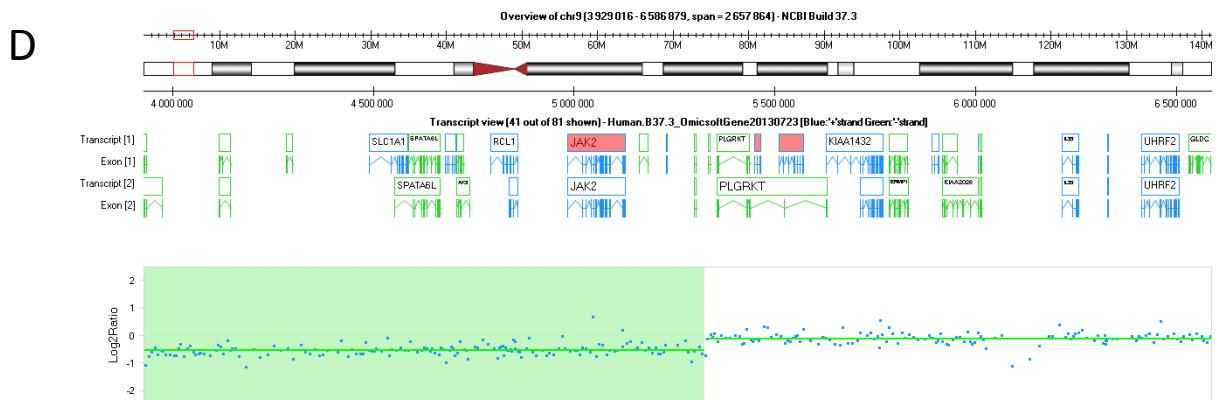 D
Overview of chr9 (3 929 016 - 6 586 879, span = 2 657 864) - NCBI Build 37.3
10M 20M 30M 40M 50M 60M 70M 80M 90M 100M 110M 120M 130M 140M
4 000 000 4 500 000 5 000 000 5 500 000 6 000 000 6 500 000
Transcript view (41 out of 81 shown) - Human.B37.3_OmicsoftGene20130723 [Blue:'+'strand Green:'-'strand]
Transcript [1] SLC1A1 SPATA6L RCL1 JAK2 PLGRKT KIAA1432 IL33 UHRF2 GLDC
Exon [1]
Transcript [2] SPATA6L AK3 JAK2 PLGRKT ERMP1 KIAA2026 IL33 UHRF2
Exon [2]
Log2Ratio
2
1
0
-1
-2